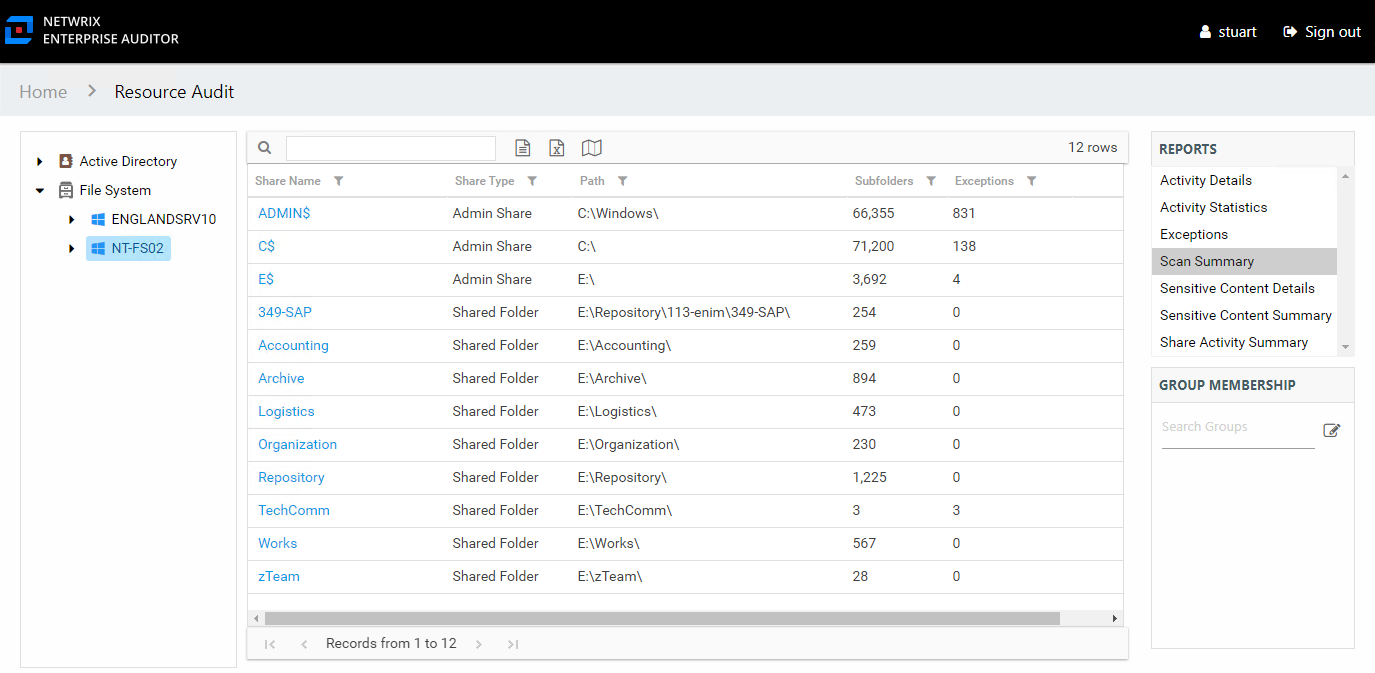 NETWRIX
ENTERPRISE AUDITOR
stuart
Sign out
Home > Resource Audit
Active Directory
File System
ENGLANDSRV10
NT-FS02
12 rows
Share Name Share Type Path Subfolders Exceptions
ADMIN$ Admin Share C:\Windows\ 66,355 831
C$ Admin Share C:\ 71,200 138
E$ Admin Share E:\ 3,692 4
349-SAP Shared Folder E:\Repository\113-enim\349-SAP\ 254 0
Accounting Shared Folder E:\Accounting\ 259 0
Archive Shared Folder E:\Archive\ 894 0
Logistics Shared Folder E:\Logistics\ 473 0
Organization Shared Folder E:\Organization\ 230 0
Repository Shared Folder E:\Repository\ 1,225 0
TechComm Shared Folder E:\TechComm\ 3 3
Works Shared Folder E:\Works\ 567 0
zTeam Shared Folder E:\zTeam\ 28 0
Records from 1 to 12
REPORTS
Activity Details
Activity Statistics
Exceptions
Scan Summary
Sensitive Content Details
Sensitive Content Summary
Share Activity Summary
GROUP MEMBERSHIP
Search Groups